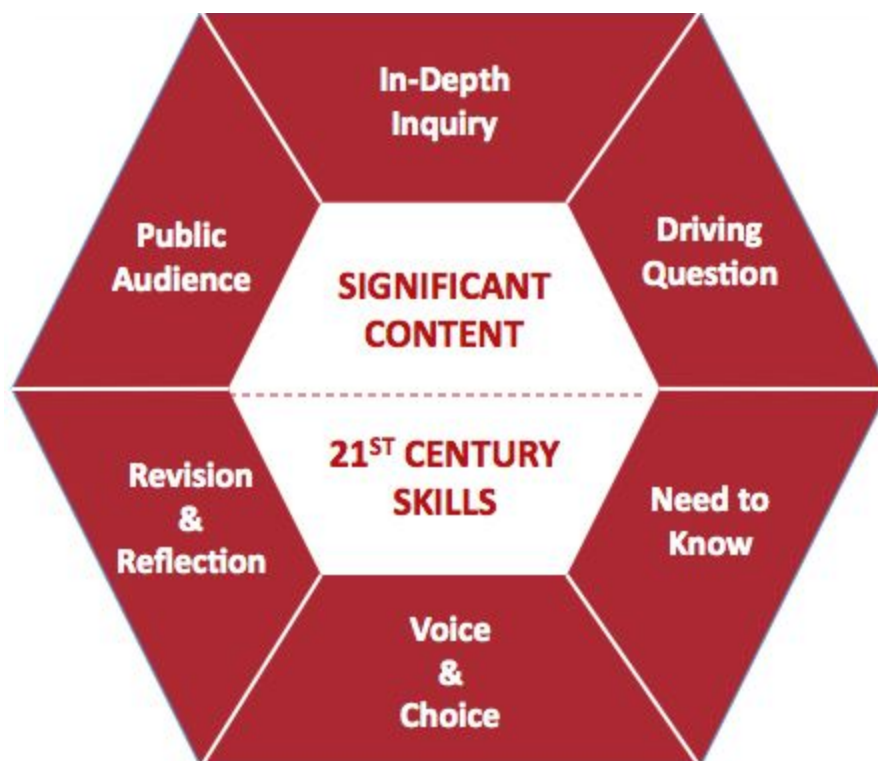 In-Depth
Inquiry
Driving
Question
Need to
Know
Voice
&
Choice
Revision
&
Reflection
Public
Audience
SIGNIFICANT
CONTENT
21ST CENTURY
SKILLS